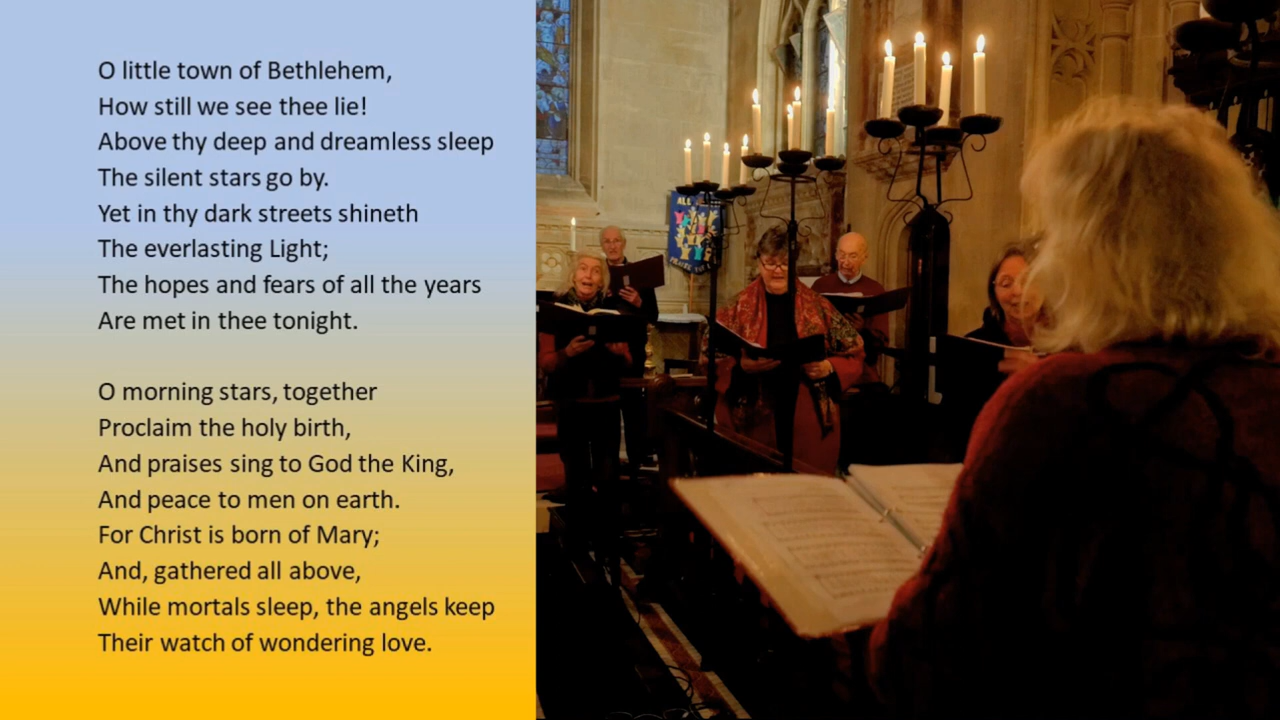 O little town of Bethlehem,
How still we see thee lie!
Above thy deep and dreamless sleep
The silent stars go by.
Yet in thy dark streets shineth
The everlasting Light;
The hopes and fears of all the years
Are met in thee tonight.
O morning stars, together
Proclaim the holy birth,
And praises sing to God the King,
And peace to men on earth.
For Christ is born of Mary;
And, gathered all above,
While mortals sleep, the angels keep
Their watch of wondering love.
ALL